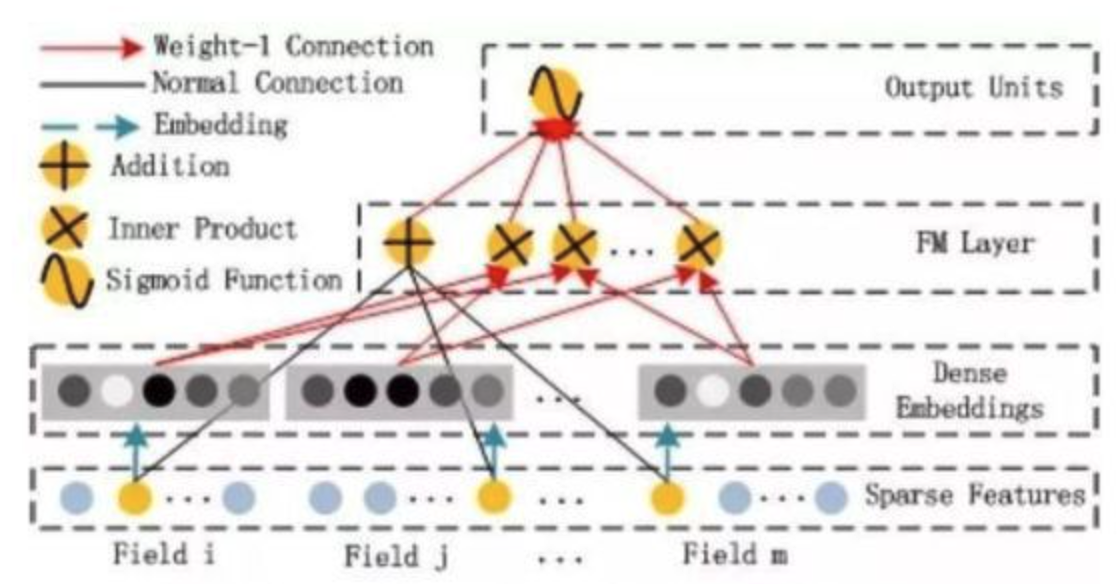 Weight-1 Connection
Normal Connection
Embedding
Addition
Inner Product
Sigmoid Function
Output Units
FM Layer
...
Dense
Embeddings
...
Sparse Features
... ... ... ...
Field i Field j ... Field m